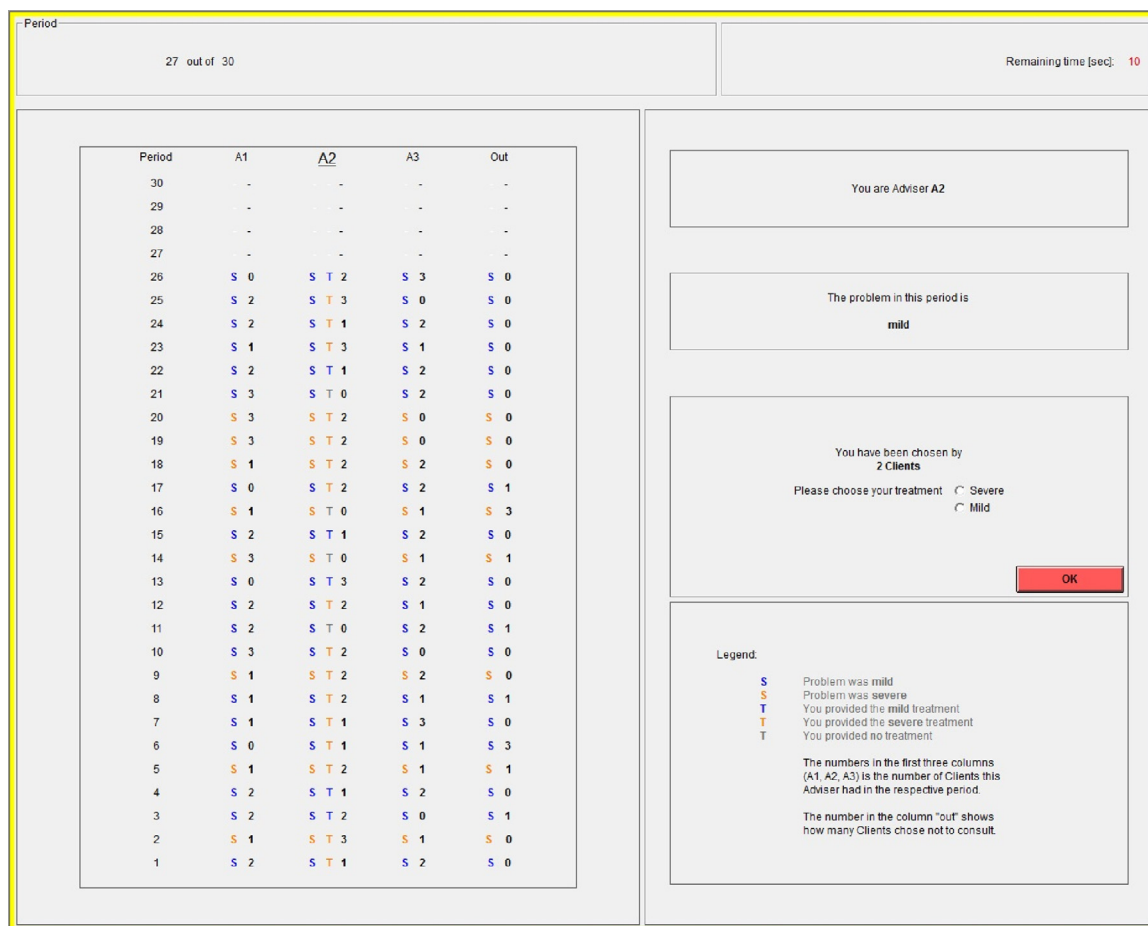 Period
27 out of 30
Remaining time [sec]: 10
Period A1 A2 A3 Out
30 - - - -
29 - - - -
28 - - - -
27 - - - -
26 S 0 S T 2 S 3 S 0
25 S 2 S T 3 S 0 S 0
24 S 2 S T 1 S 2 S 0
23 S 1 S T 3 S 1 S 0
22 S 2 S T 1 S 2 S 0
21 S 3 S T 0 S 2 S 0
20 S 3 S T 2 S 0 S 0
19 S 3 S T 2 S 0 S 0
18 S 1 S T 2 S 2 S 0
17 S 0 S T 2 S 2 S 1
16 S 1 S T 0 S 1 S 3
15 S 2 S T 1 S 2 S 0
14 S 3 S T 0 S 1 S 1
13 S 0 S T 3 S 2 S 0
12 S 2 S T 2 S 1 S 0
11 S 2 S T 0 S 2 S 1
10 S 3 S T 2 S 0 S 0
9 S 1 S T 2 S 2 S 0
8 S 1 S T 2 S 1 S 1
7 S 1 S T 1 S 3 S 0
6 S 0 S T 1 S 1 S 3
5 S 1 S T 2 S 1 S 1
4 S 2 S T 1 S 2 S 0
3 S 2 S T 2 S 0 S 1
2 S 1 S T 3 S 1 S 0
1 S 2 S T 1 S 2 S 0
You are Adviser A2
The problem in this period is
mild
You have been chosen by
2 Clients
Please choose your treatment Severe
Mild
OK
Legend:
S Problem was mild
S Problem was severe
T You provided the mild treatment
T You provided the severe treatment
T You provided no treatment
The numbers in the first three columns
(A1, A2, A3) is the number of Clients this
Adviser had in the respective period.
The number in the column "out" shows
how many Clients chose not to consult.